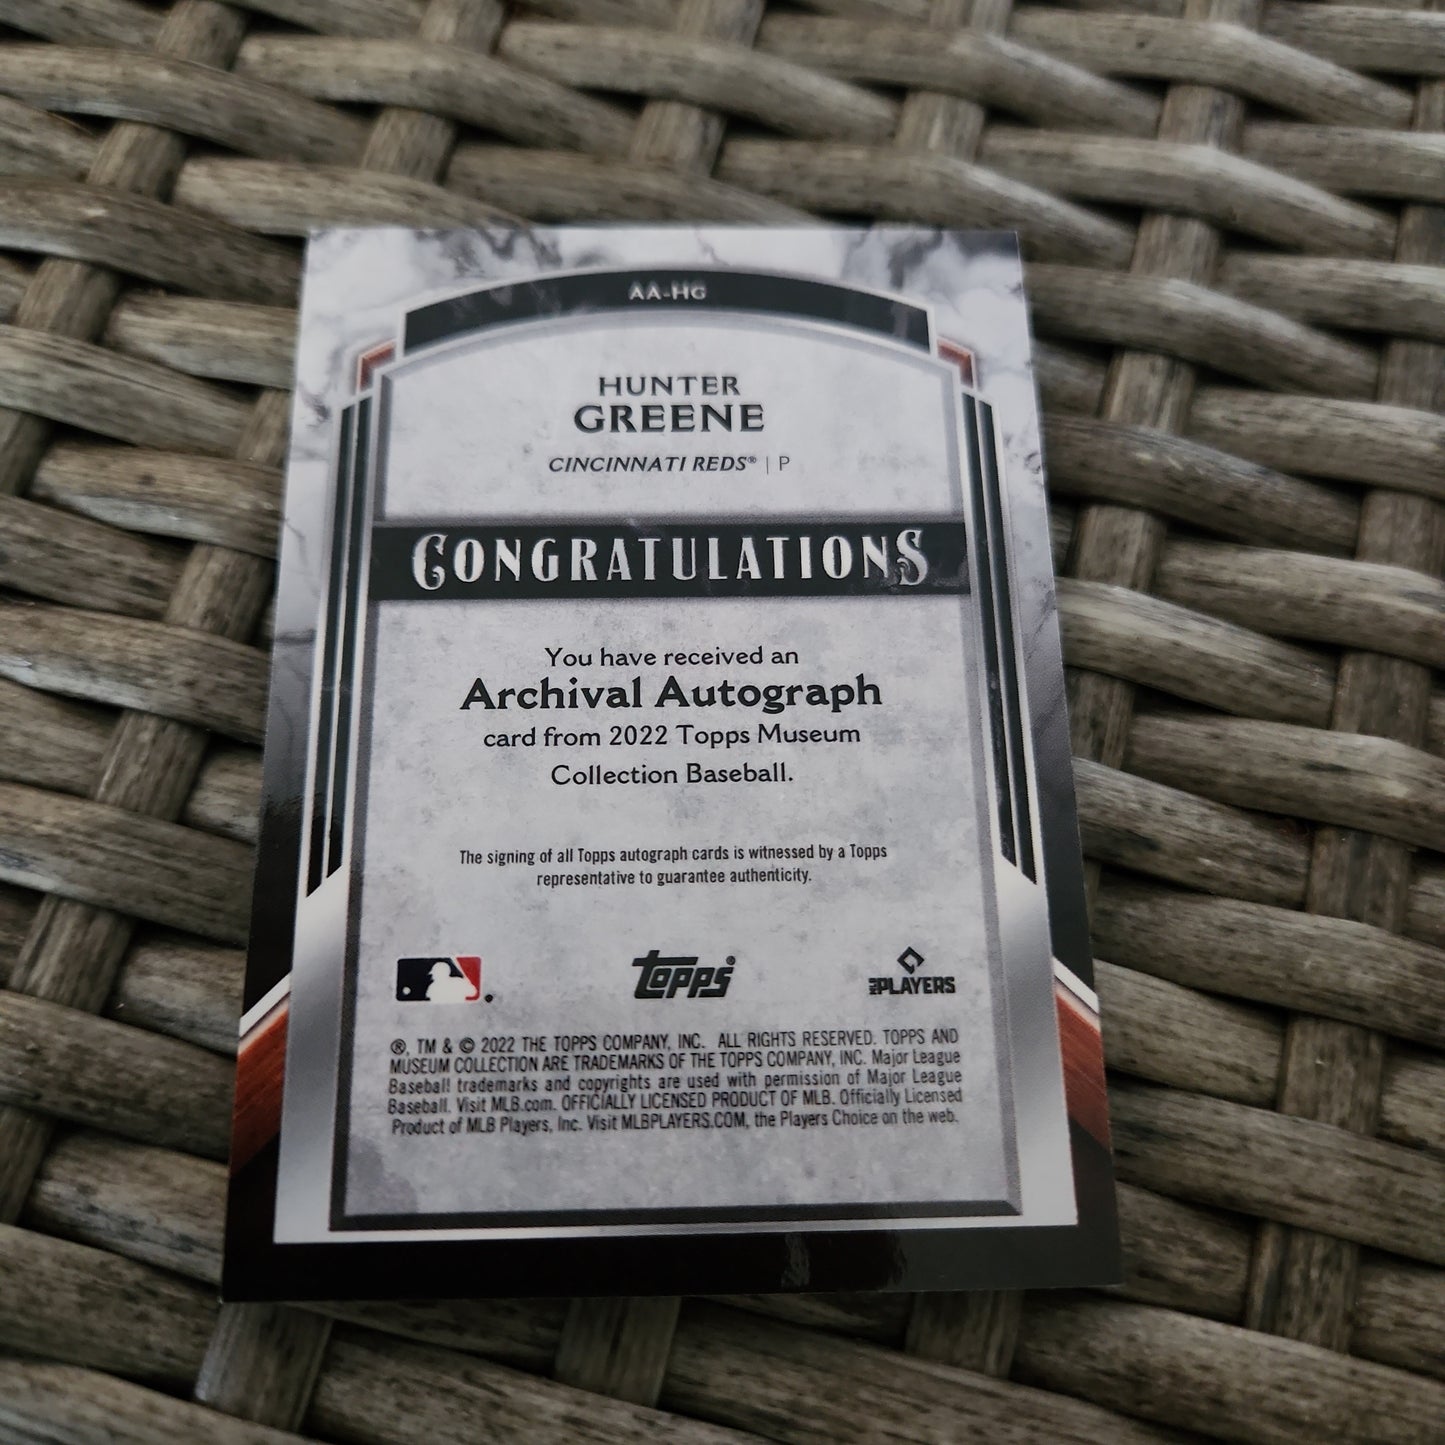 AA-HG
HUNTER
GREENE
CINCINNATI REDS® | P
CONGRATULATIONS
You have received an
Archival Autograph
card from 2022 Topps Museum
Collection Baseball.
The signing of all Topps autograph cards is witnessed by a Topps
representative to guarantee authenticity.
topps® MLB PLAYERS
®, TM & © 2022 THE TOPPS COMPANY, INC. ALL RIGHTS RESERVED. TOPPS AND
MUSEUM COLLECTION ARE TRADEMARKS OF THE TOPPS COMPANY, INC. Major League
Baseball trademarks and copyrights are used with permission of Major League
Baseball. Visit MLB.com. OFFICIALLY LICENSED PRODUCT OF MLB. Officially Licensed
Product of MLB Players, Inc. Visit MLBPLAYERS.COM, the Players Choice on the web.